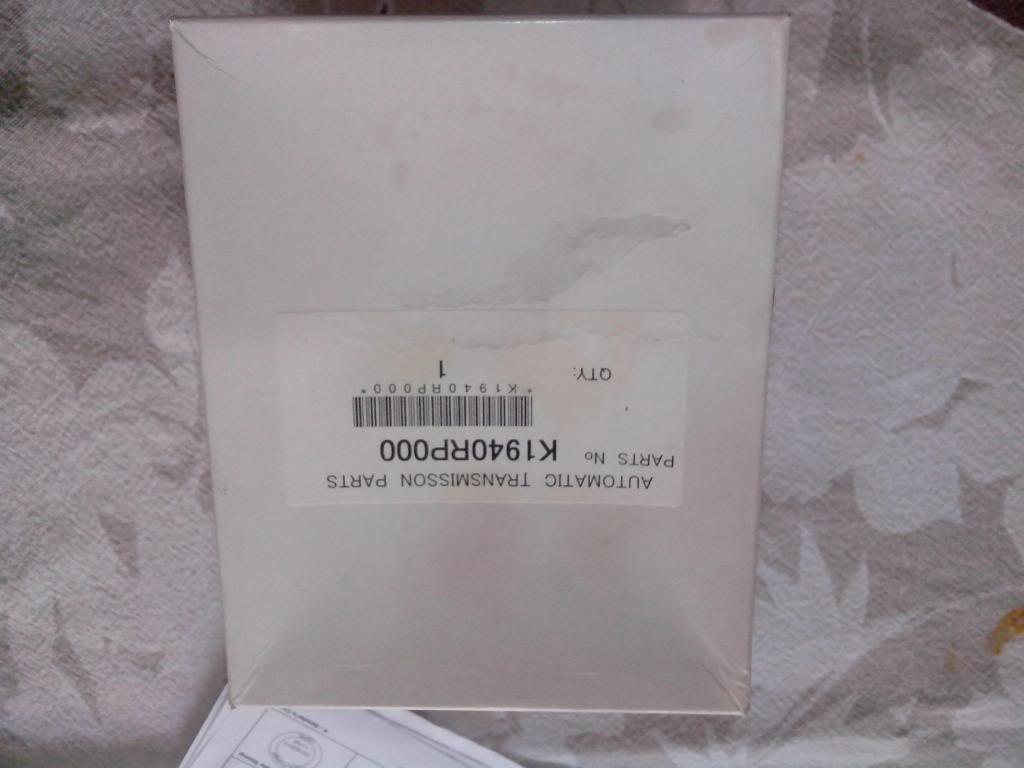 AUTOMATIC TRANSMISSON PARTS
PARTS No K1940RP000
*K1940RP000*
QTY: 1